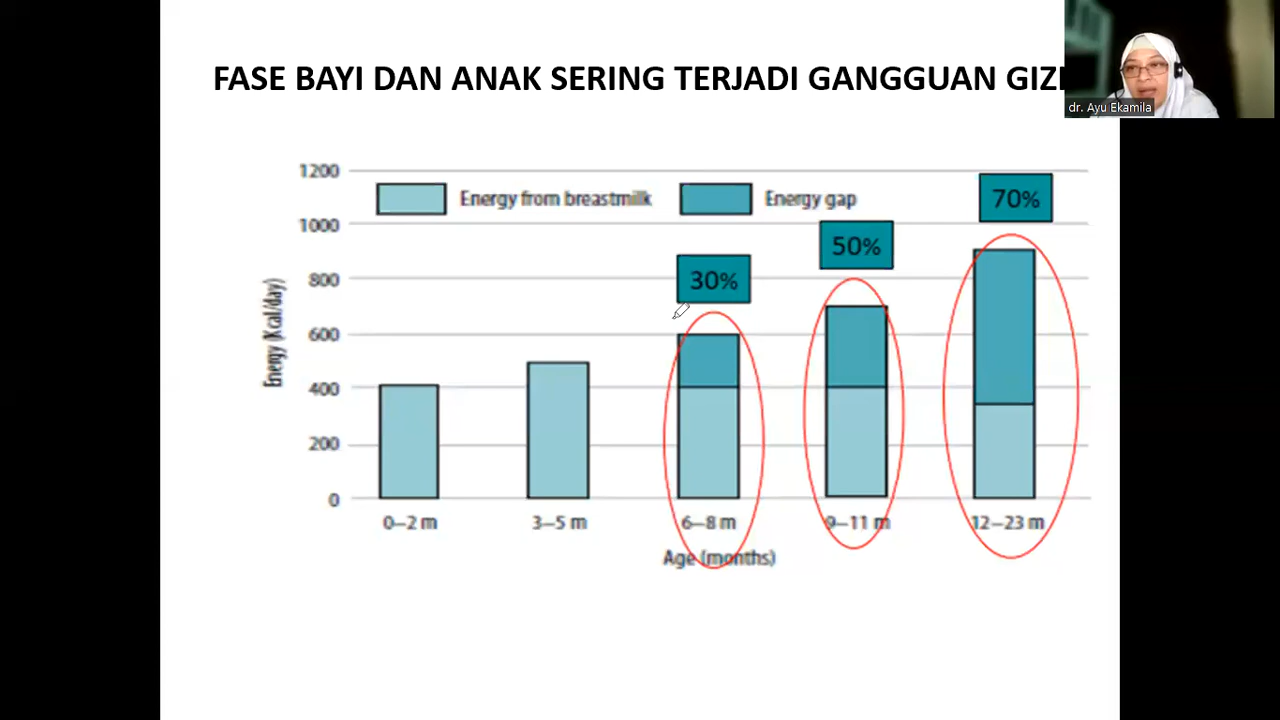 FASE BAYI DAN ANAK SERING TERJADI GANGGUAN GIZI
dr. Ayu Ekamila
1200
1000
800
600
400
200
0
Energy (Kcal/day)
Energy from breastmilk
Energy gap
30%
50%
70%
0–2 m
3–5 m
6–8 m
9–11 m
12–23 m
Age (months)